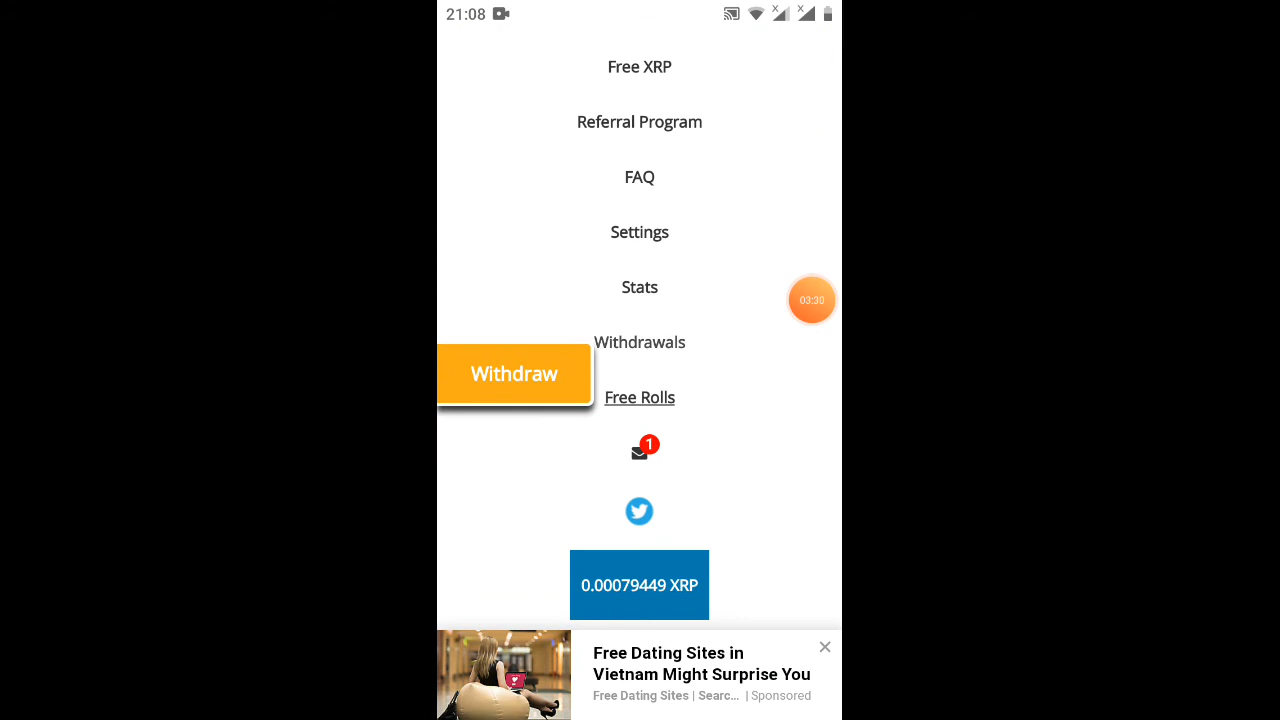 21:08
Free XRP
Referral Program
FAQ
Settings
Stats
03:30
Withdrawals
Withdraw
Free Rolls
1
0.00079449 XRP
Free Dating Sites in
Vietnam Might Surprise You
Free Dating Sites | Searc... | Sponsored